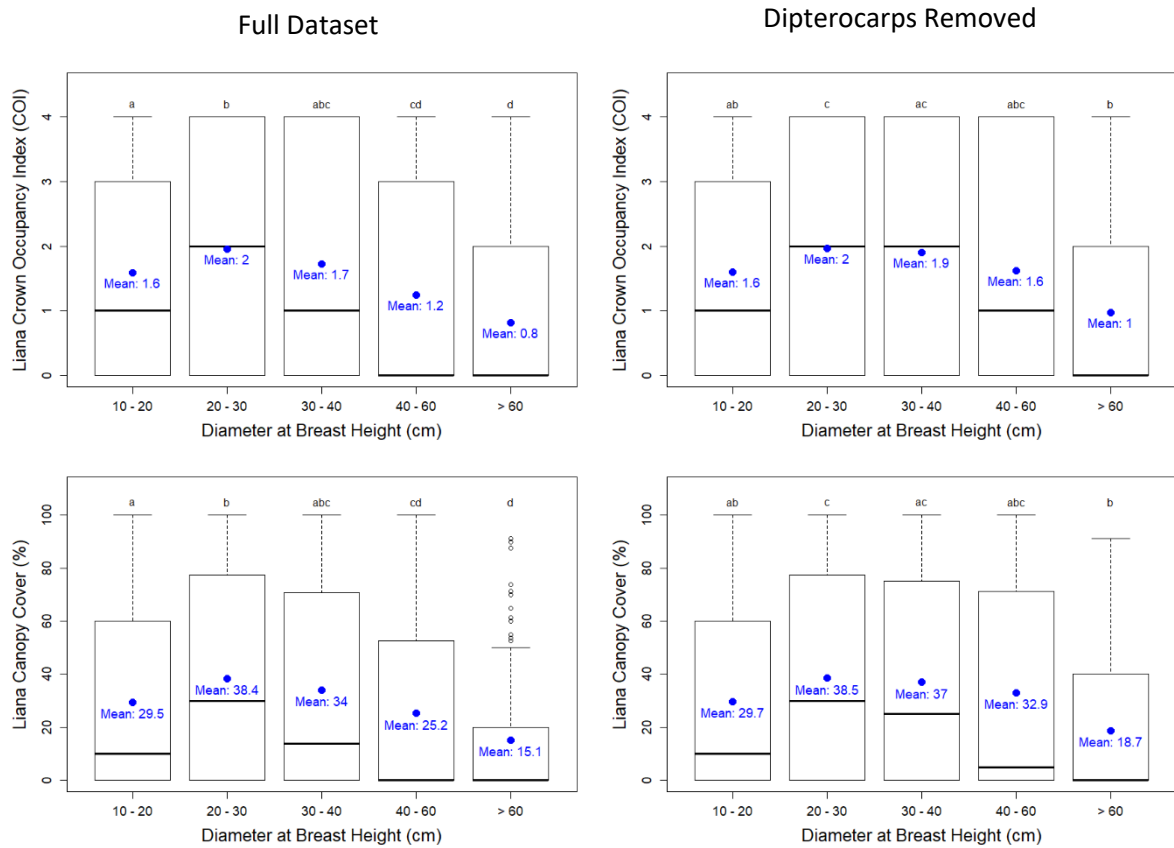 Full Dataset
Dipterocarps Removed
Liana Crown Occupancy Index (COI)
4
3
2
1
0
a b abc cd d
Mean: 1.6
Mean: 2
Mean: 1.7
Mean: 1.2
Mean: 0.8
10 - 20 20 - 30 30 - 40 40 - 60 > 60
Diameter at Breast Height (cm)
Liana Crown Occupancy Index (COI)
4
3
2
1
0
ab c ac abc b
Mean: 1.6
Mean: 2
Mean: 1.9
Mean: 1.6
Mean: 1
10 - 20 20 - 30 30 - 40 40 - 60 > 60
Diameter at Breast Height (cm)
Liana Canopy Cover (%)
100
80
60
40
20
0
a b abc cd d
Mean: 29.5
Mean: 38.4
Mean: 34
Mean: 25.2
Mean: 15.1
10 - 20 20 - 30 30 - 40 40 - 60 > 60
Diameter at Breast Height (cm)
Liana Canopy Cover (%)
100
80
60
40
20
0
ab c ac abc b
Mean: 29.7
Mean: 38.5
Mean: 37
Mean: 32.9
Mean: 18.7
10 - 20 20 - 30 30 - 40 40 - 60 > 60
Diameter at Breast Height (cm)